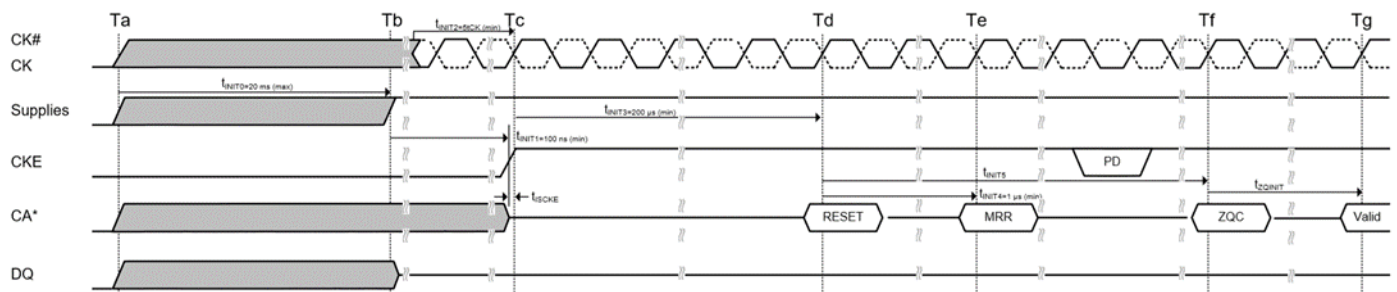 Ta Tb Tc Td Te Tf Tg
tINIT2=5tCK (min)
CK#
CK
tINIT0=20 ms (max)
Supplies
tINIT3=200 µs (min)
tINIT1=100 ns (min)
CKE
PD
tINIT5
tISCKE
tINIT4=1 µs (min)
tZQINIT
CA*
RESET MRR ZQC Valid
DQ